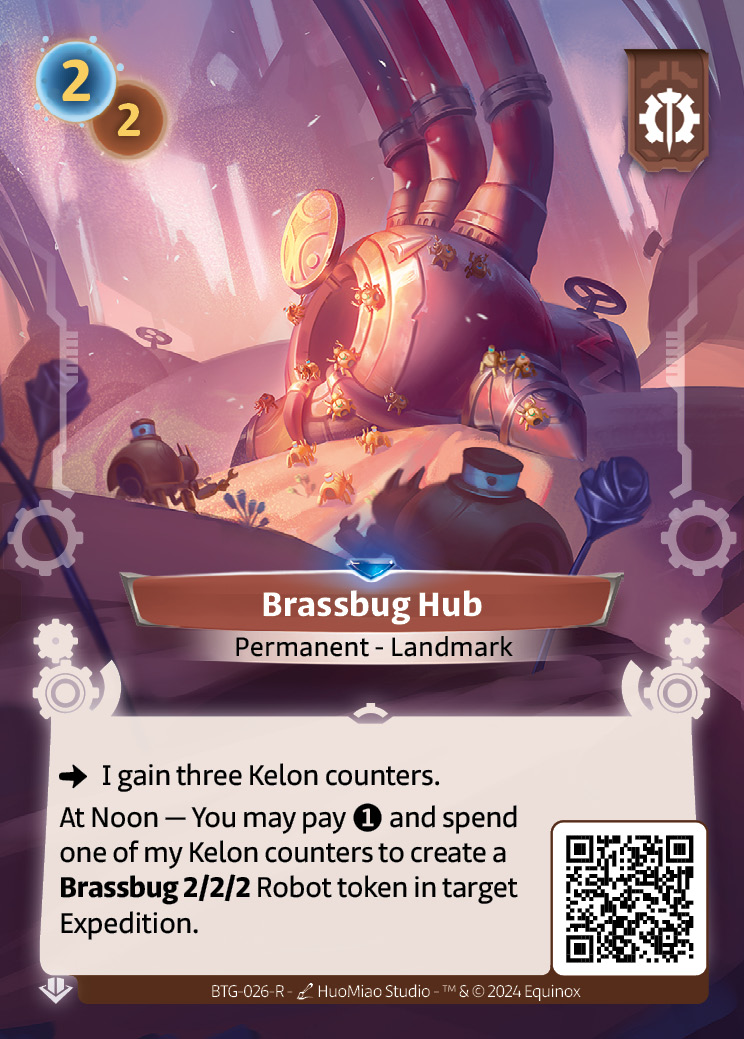 2
2
Brassbug Hub
Permanent - Landmark
I gain three Kelon counters.
At Noon — You may pay 1 and spend
one of my Kelon counters to create a
Brassbug 2/2/2 Robot token in target
Expedition.
BTG-026-R - HuoMiao Studio - ™ & © 2024 Equinox